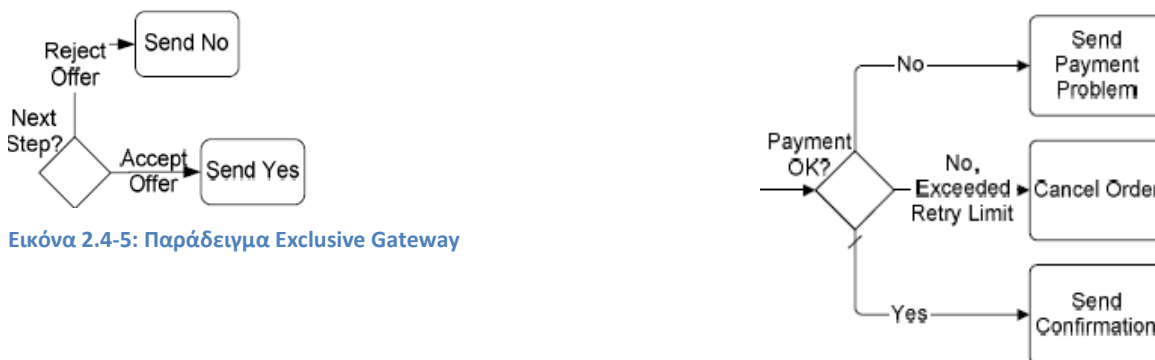 Reject
Offer
Send No
Next
Step?
Accept
Offer
Send Yes
Εικόνα 2.4-5: Παράδειγμα Exclusive Gateway
Payment
OK?
No
Send
Payment
Problem
No,
Exceeded
Retry Limit
Cancel Order
Yes
Send
Confirmation